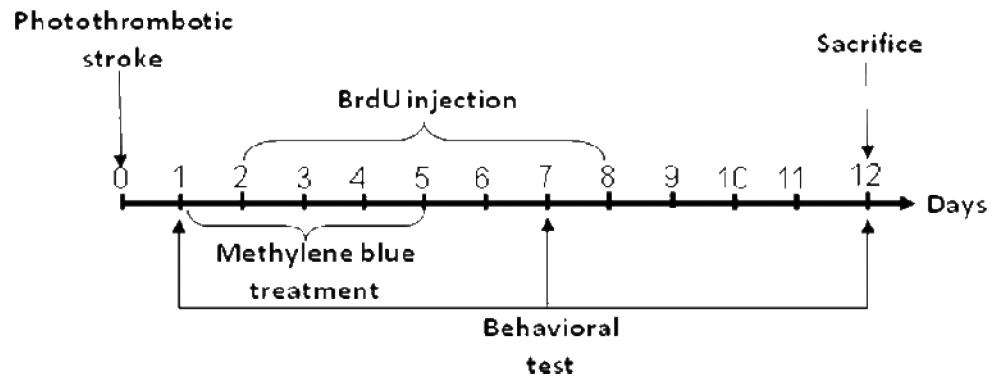 Photothrombotic
stroke
Sacrifice
BrdU injection
0 1 2 3 4 5 6 7 8 9 10 11 12
Days
Methylene blue
treatment
Behavioral
test